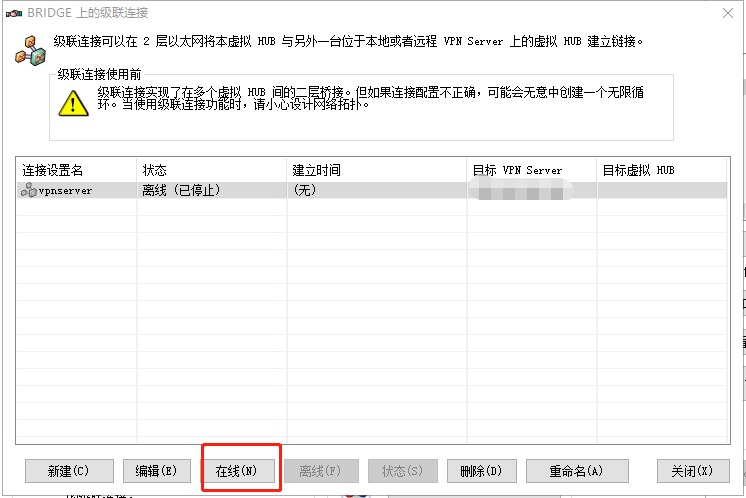 BRIDGE 上的级联连接
级联连接可以在 2 层以太网将本虚拟 HUB 与另外一台位于本地或者远程 VPN Server 上的虚拟 HUB 建立链接。
级联连接使用前
级联连接实现了在多个虚拟 HUB 间的二层桥接。但如果连接配置不正确，可能会无意中创建一个无限循
环。当使用级联连接功能时，请小心设计网络拓扑。
连接设置名 状态 建立时间 目标 VPN Server 目标虚拟 HUB
vpnserver 离线 (已停止) (无)
新建(C) 编辑(E) 在线(N) 离线(F) 状态(S) 删除(D) 重命名(A) 关闭(X)